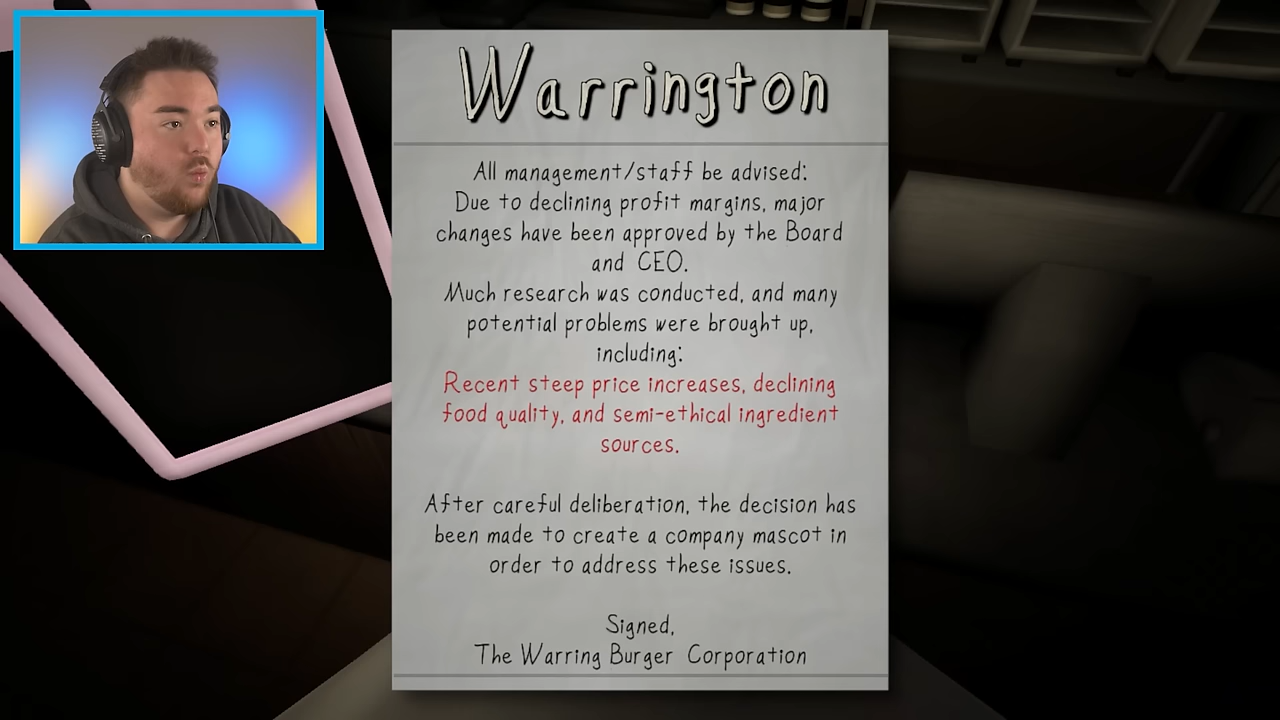 Warrington
All management/staff be advised:
Due to declining profit margins, major
changes have been approved by the Board
and CEO.
Much research was conducted, and many
potential problems were brought up,
including:
Recent steep price increases, declining
food quality, and semi-ethical ingredient
sources.
After careful deliberation, the decision has
been made to create a company mascot in
order to address these issues.
Signed,
The Warring Burger Corporation